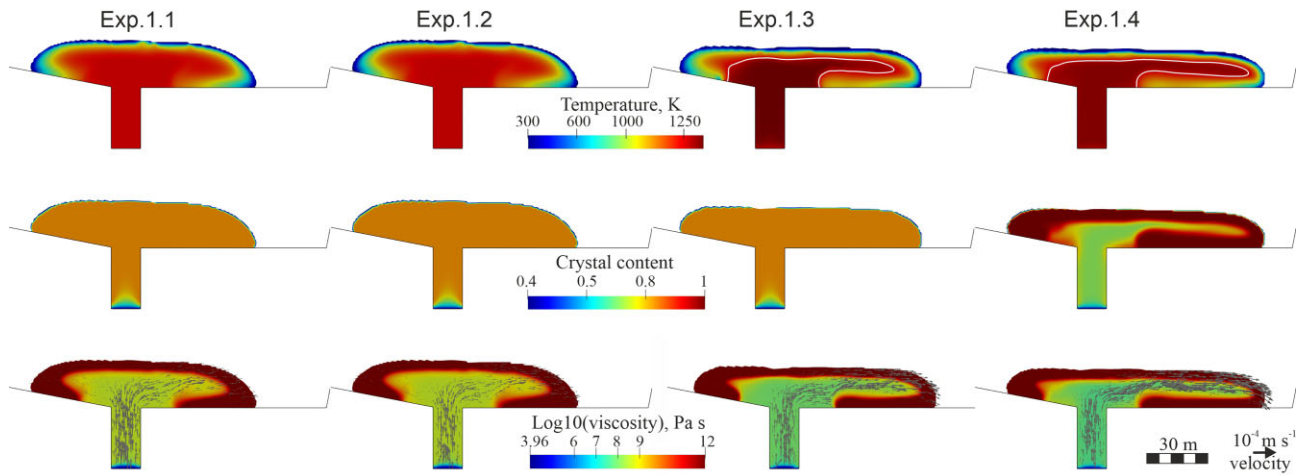 Exp.1.1 Exp.1.2 Exp.1.3 Exp.1.4
Temperature, K
300 600 1000 1250
Crystal content
0.4 0.5 0.8 1
Log10(viscosity), Pa s
3.96 6 7 8 9 12
30 m
10⁻⁴ m s⁻¹
velocity